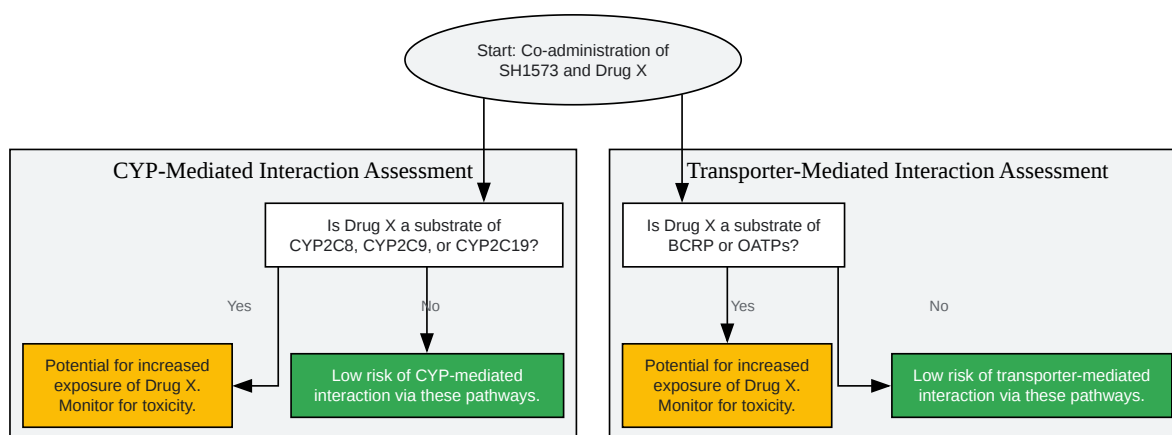 Start: Co-administration of
SH1573 and Drug X
CYP-Mediated Interaction Assessment
Is Drug X a substrate of
CYP2C8, CYP2C9, or CYP2C19?
Yes
No
Potential for increased
exposure of Drug X.
Monitor for toxicity.
Low risk of CYP-mediated
interaction via these pathways.
Transporter-Mediated Interaction Assessment
Is Drug X a substrate of
BCRP or OATPs?
Yes
No
Potential for increased
exposure of Drug X.
Monitor for toxicity.
Low risk of transporter-mediated
interaction via these pathways.